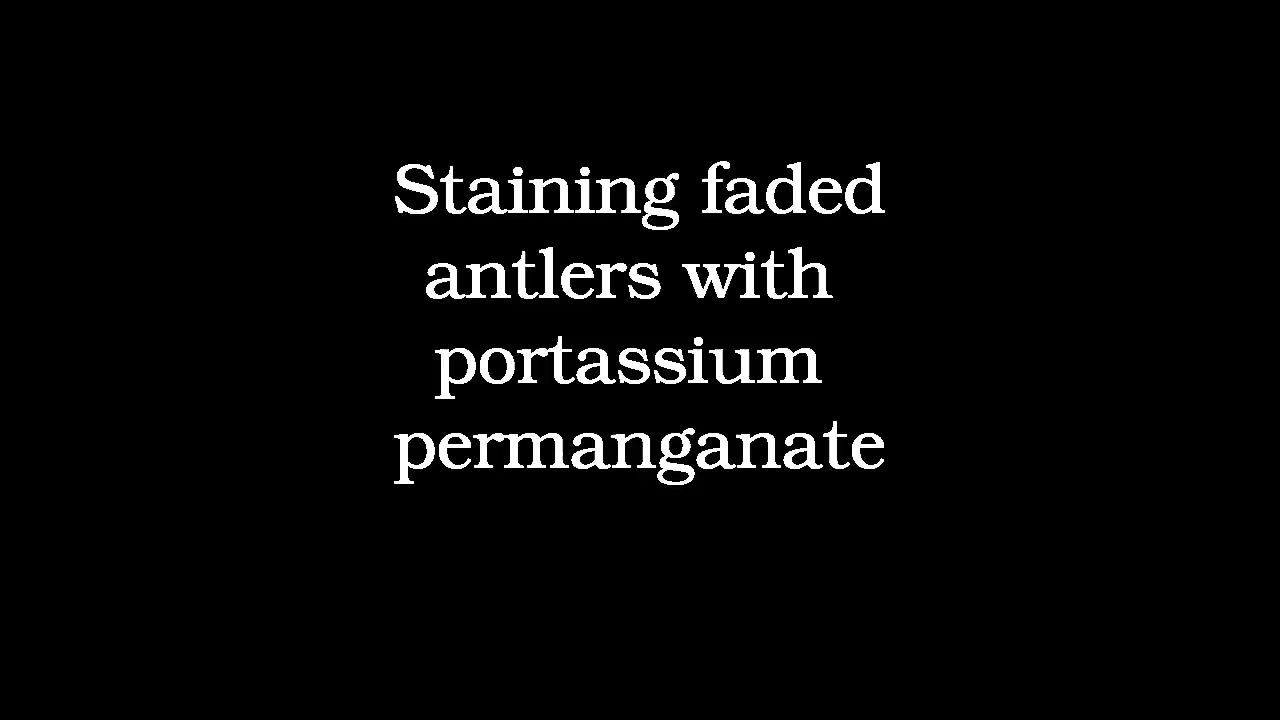 Staining faded
antlers with
portassium
permanganate